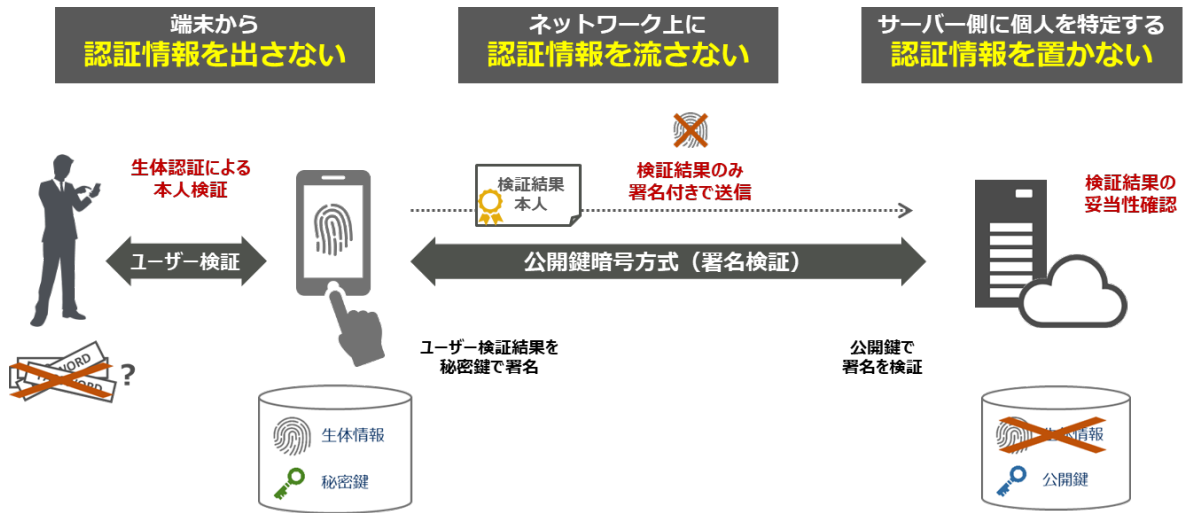 端末から
認証情報を出さない
ネットワーク上に
認証情報を流さない
サーバー側に個人を特定する
認証情報を置かない
生体認証による
本人検証
検証結果
本人
検証結果のみ
署名付きで送信
検証結果の
妥当性確認
ユーザー検証
公開鍵暗号方式（署名検証）
ユーザー検証結果を
秘密鍵で署名
公開鍵で
署名を検証
?
生体情報
秘密鍵
生体情報
公開鍵